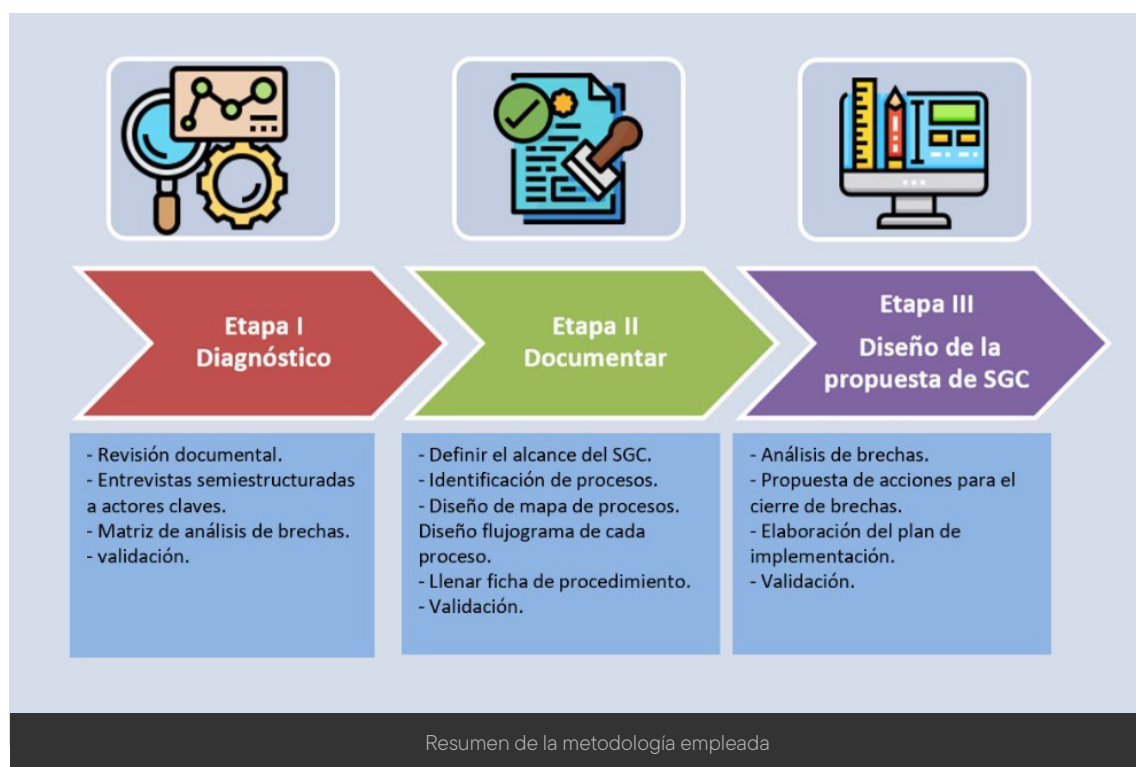 Etapa I
Diagnóstico
Etapa II
Documentar
Etapa III
Diseño de la
propuesta de SGC
- Revisión documental.
- Entrevistas semiestructuradas
a actores claves.
- Matriz de análisis de brechas.
- validación.
- Definir el alcance del SGC.
- Identificación de procesos.
- Diseño de mapa de procesos.
Diseño flujograma de cada
proceso.
- Llenar ficha de procedimiento.
- Validación.
- Análisis de brechas.
- Propuesta de acciones para el
cierre de brechas.
- Elaboración del plan de
implementación.
- Validación.
Resumen de la metodología empleada